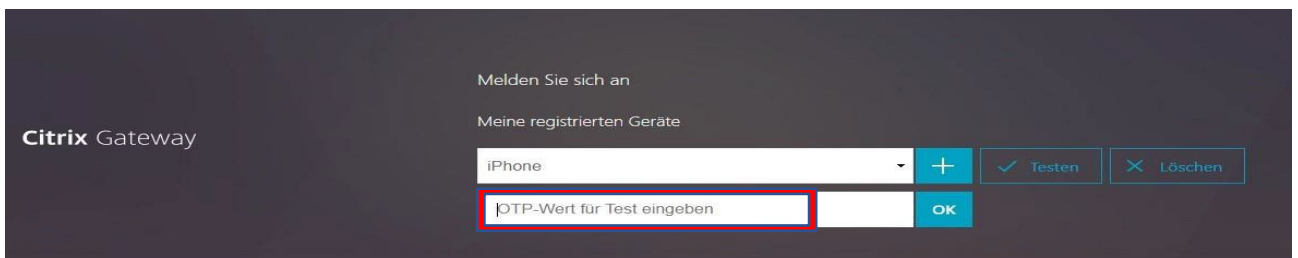 Melden Sie sich an
Meine registrierten Geräte
Citrix Gateway
iPhone
Testen
Löschen
OTP-Wert für Test eingeben
OK